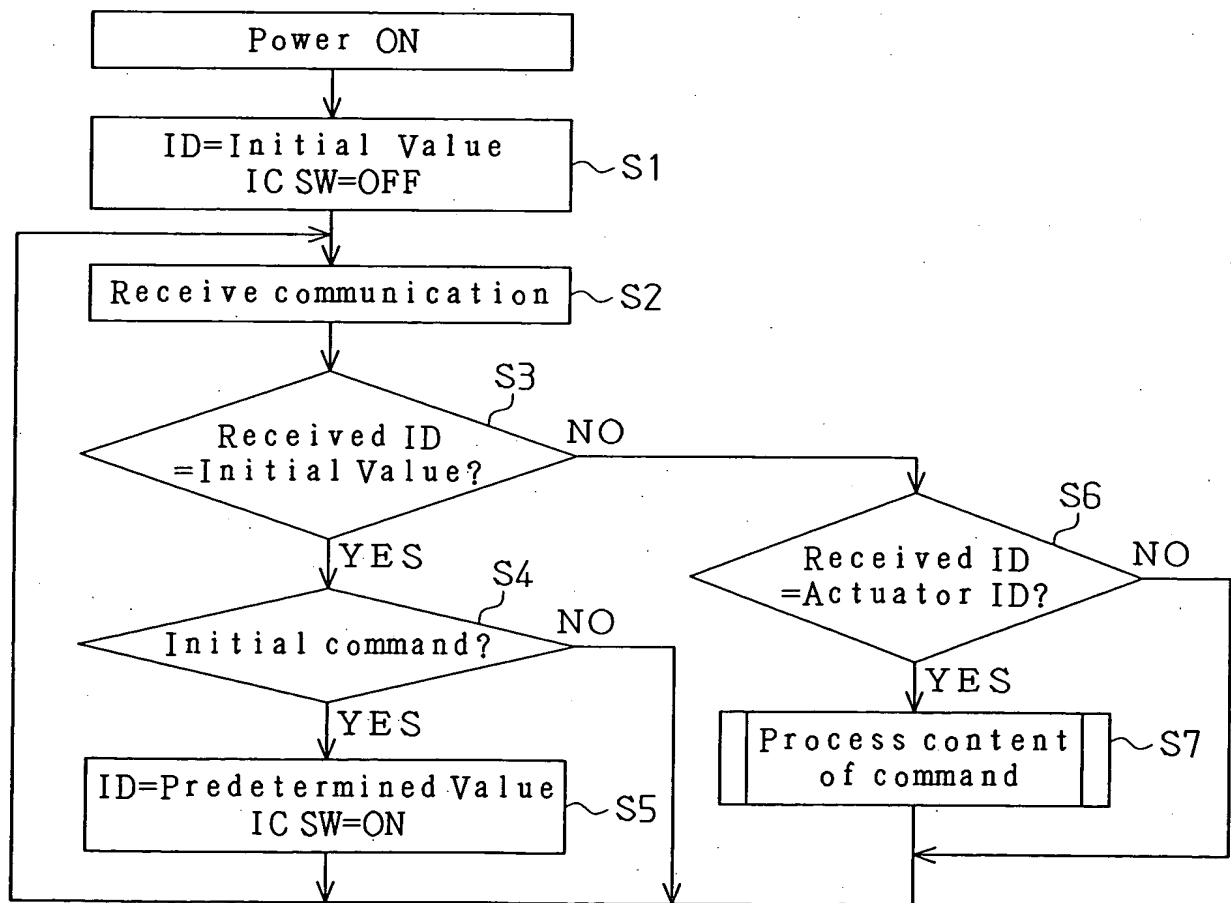 Power ON
ID=Initial Value
IC SW=OFF
S1
Receive communication
S2
S3
Received ID
=Initial Value?
NO
YES
S6
Received ID
=Actuator ID?
NO
YES
S4
Initial command?
NO
YES
Process content
of command
S7
ID=Predetermined Value
IC SW=ON
S5